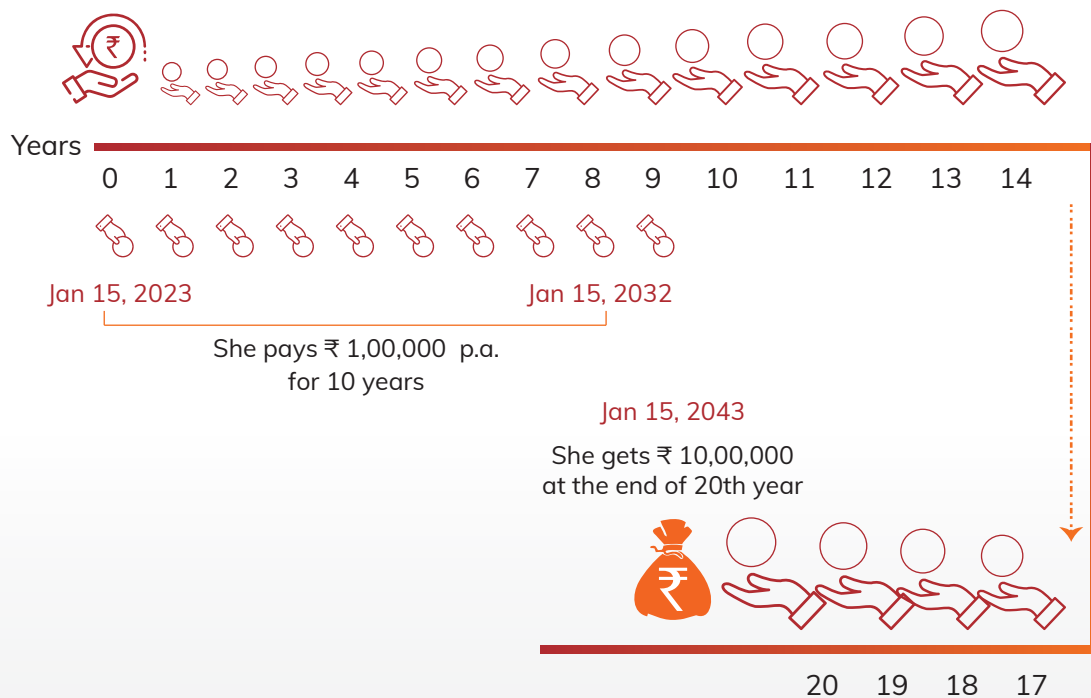 ₹
Years
0 1 2 3 4 5 6 7 8 9 10 11 12 13 14
Jan 15, 2023 Jan 15, 2032
She pays ₹ 1,00,000 p.a.
for 10 years
Jan 15, 2043
She gets ₹ 10,00,000
at the end of 20th year
₹
20 19 18 17